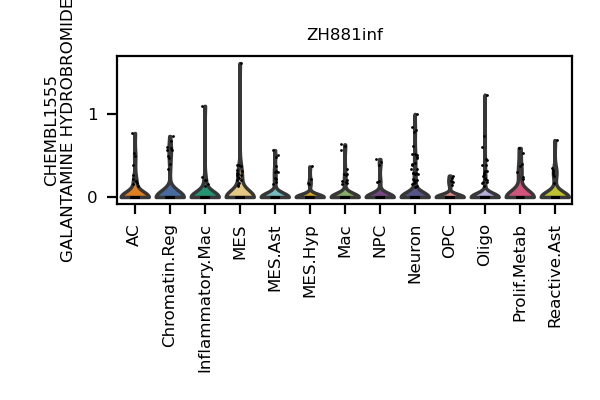 ZH881inf
CHEMBL1555
GALANTAMINE HYDROBROMIDE
1
0
AC
Chromatin.Reg
Inflammatory.Mac
MES
MES.Ast
MES.Hyp
Mac
NPC
Neuron
OPC
Oligo
Prolif.Metab
Reactive.Ast